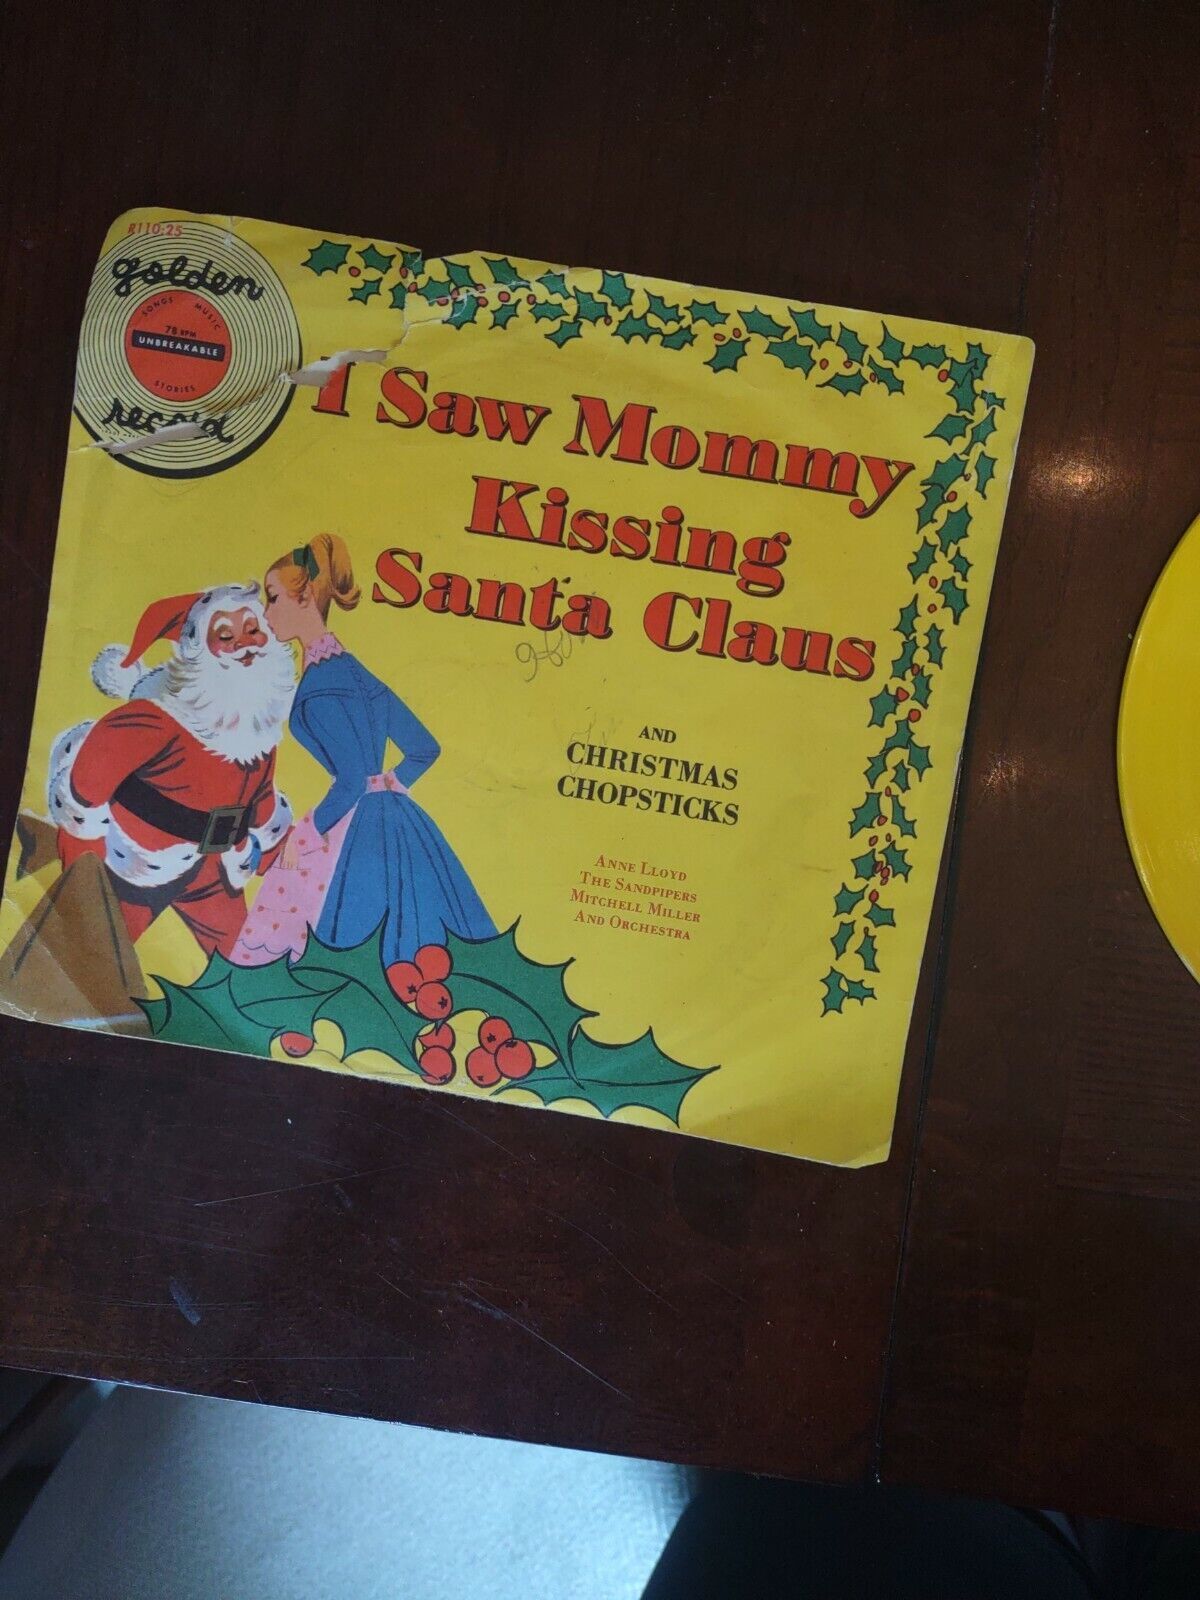 R110:25
golden
SONGS MUSIC
78 RPM
UNBREAKABLE
STORIES
record
I Saw Mommy
Kissing
Santa Claus
AND
CHRISTMAS
CHOPSTICKS
ANNE LLOYD
THE SANDPIPERS
MITCHELL MILLER
AND ORCHESTRA